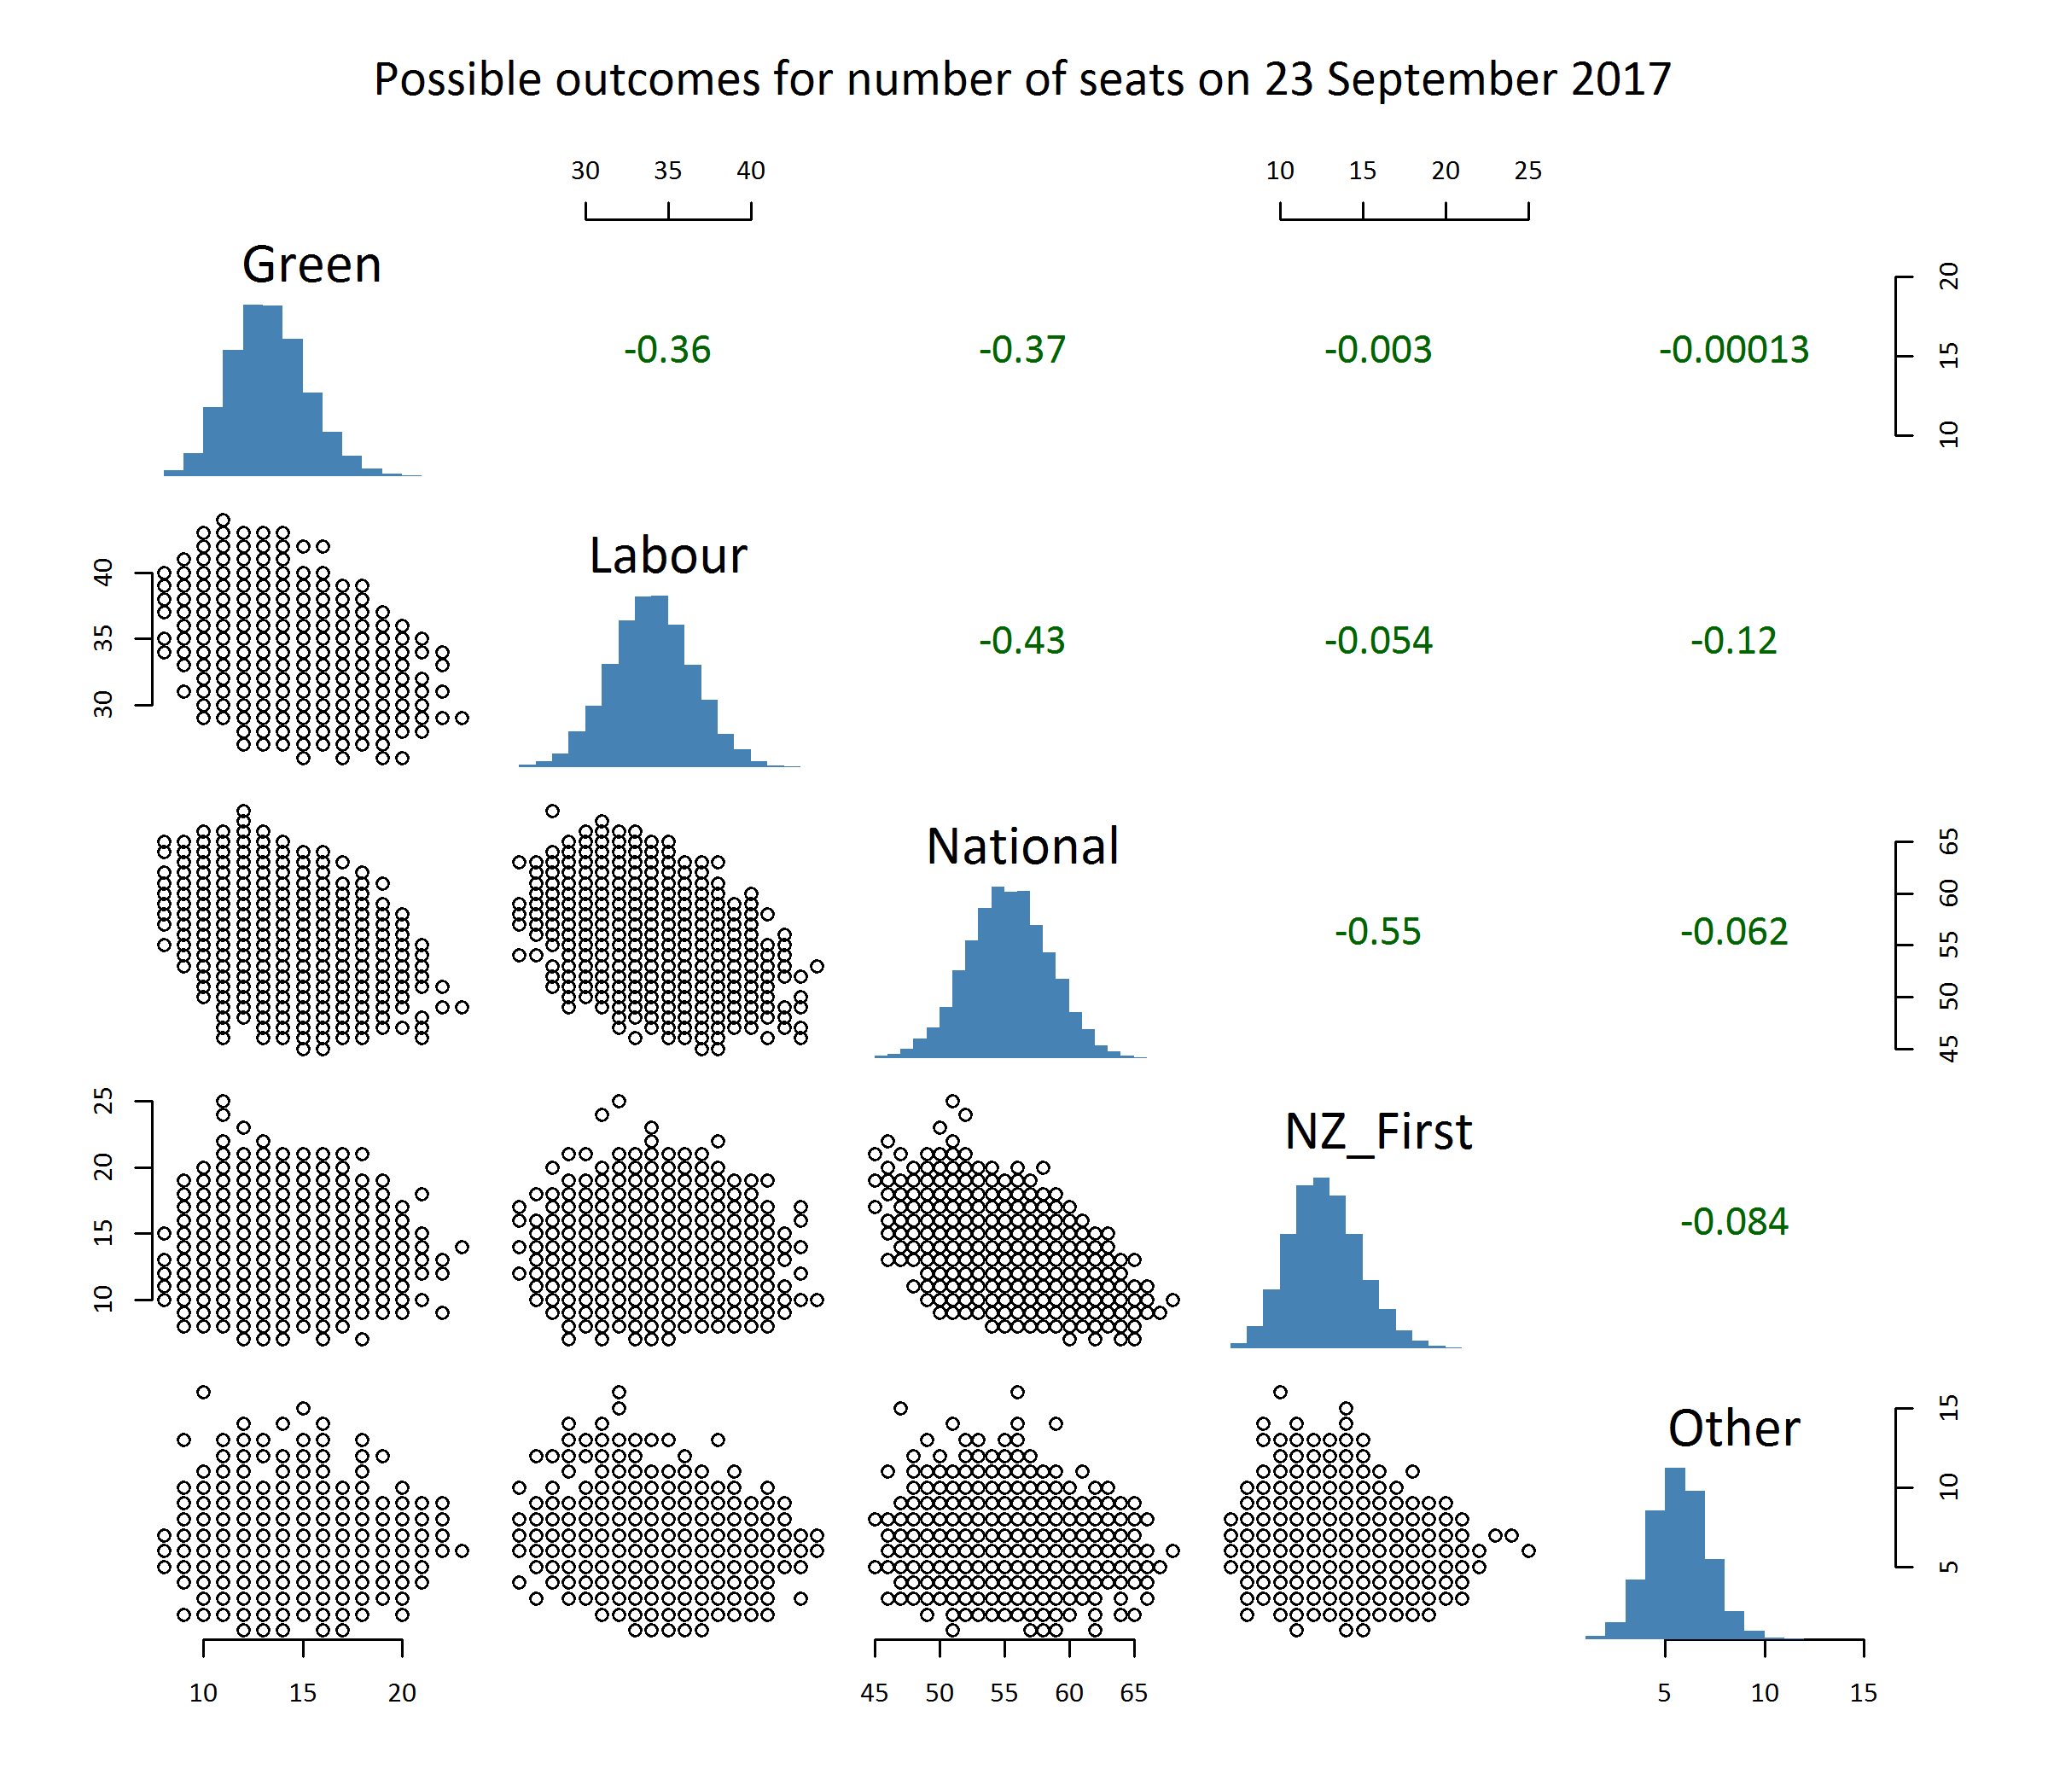 Possible outcomes for number of seats on 23 September 2017
30 35 40
10 15 20 25
Green
-0.36 -0.37 -0.003 -0.00013
20
15
10
Labour
40
35
30
-0.43 -0.054 -0.12
National
-0.55 -0.062
65
60
55
50
45
NZ_First
25
20
15
10
-0.084
Other
15
10
5
10 15 20
45 50 55 60 65
5 10 15